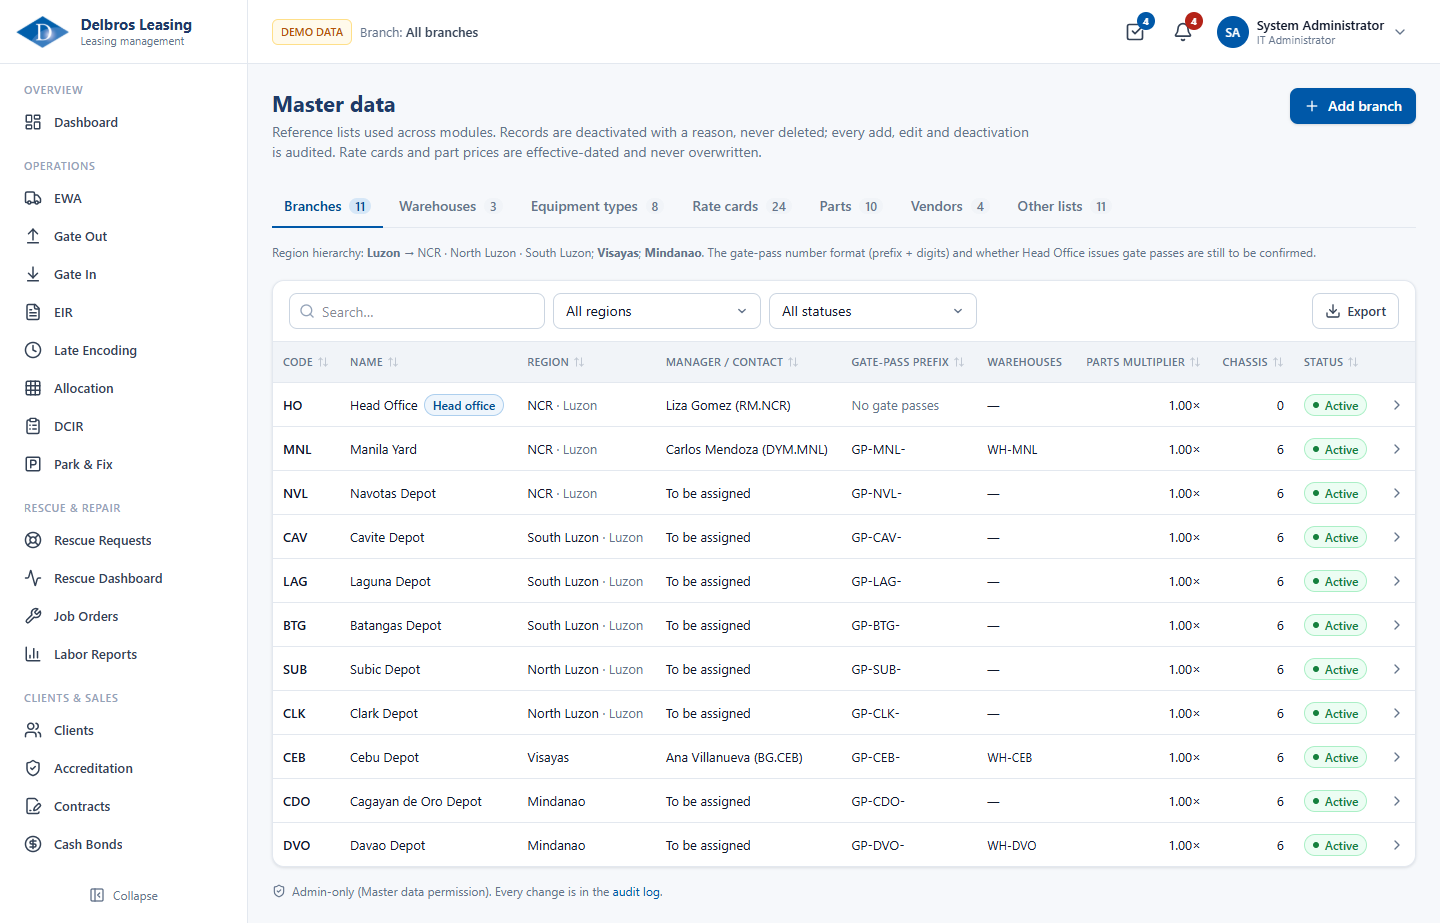 Delbros Leasing
Leasing management
DEMO DATA
Branch: All branches
4
4
SA
System Administrator
IT Administrator
OVERVIEW
Dashboard
OPERATIONS
EWA
Gate Out
Gate In
EIR
Late Encoding
Allocation
DCIR
Park & Fix
RESCUE & REPAIR
Rescue Requests
Rescue Dashboard
Job Orders
Labor Reports
CLIENTS & SALES
Clients
Accreditation
Contracts
Cash Bonds
Collapse
Master data
Reference lists used across modules. Records are deactivated with a reason, never deleted; every add, edit and deactivation
is audited. Rate cards and part prices are effective-dated and never overwritten.
Add branch
Branches 11 Warehouses 3 Equipment types 8 Rate cards 24 Parts 10 Vendors 4 Other lists 11
Region hierarchy: Luzon → NCR · North Luzon · South Luzon; Visayas; Mindanao. The gate-pass number format (prefix + digits) and whether Head Office issues gate passes are still to be confirmed.
Search... All regions All statuses Export
CODE NAME REGION MANAGER / CONTACT GATE-PASS PREFIX WAREHOUSES PARTS MULTIPLIER CHASSIS STATUS
HO Head Office Head office NCR · Luzon Liza Gomez (RM.NCR) No gate passes — 1.00× 0 Active
MNL Manila Yard NCR · Luzon Carlos Mendoza (DYM.MNL) GP-MNL- WH-MNL 1.00× 6 Active
NVL Navotas Depot NCR · Luzon To be assigned GP-NVL- — 1.00× 6 Active
CAV Cavite Depot South Luzon · Luzon To be assigned GP-CAV- — 1.00× 6 Active
LAG Laguna Depot South Luzon · Luzon To be assigned GP-LAG- — 1.00× 6 Active
BTG Batangas Depot South Luzon · Luzon To be assigned GP-BTG- — 1.00× 6 Active
SUB Subic Depot North Luzon · Luzon To be assigned GP-SUB- — 1.00× 6 Active
CLK Clark Depot North Luzon · Luzon To be assigned GP-CLK- — 1.00× 6 Active
CEB Cebu Depot Visayas Ana Villanueva (BG.CEB) GP-CEB- WH-CEB 1.00× 6 Active
CDO Cagayan de Oro Depot Mindanao To be assigned GP-CDO- — 1.00× 6 Active
DVO Davao Depot Mindanao To be assigned GP-DVO- WH-DVO 1.00× 6 Active
Admin-only (Master data permission). Every change is in the audit log.